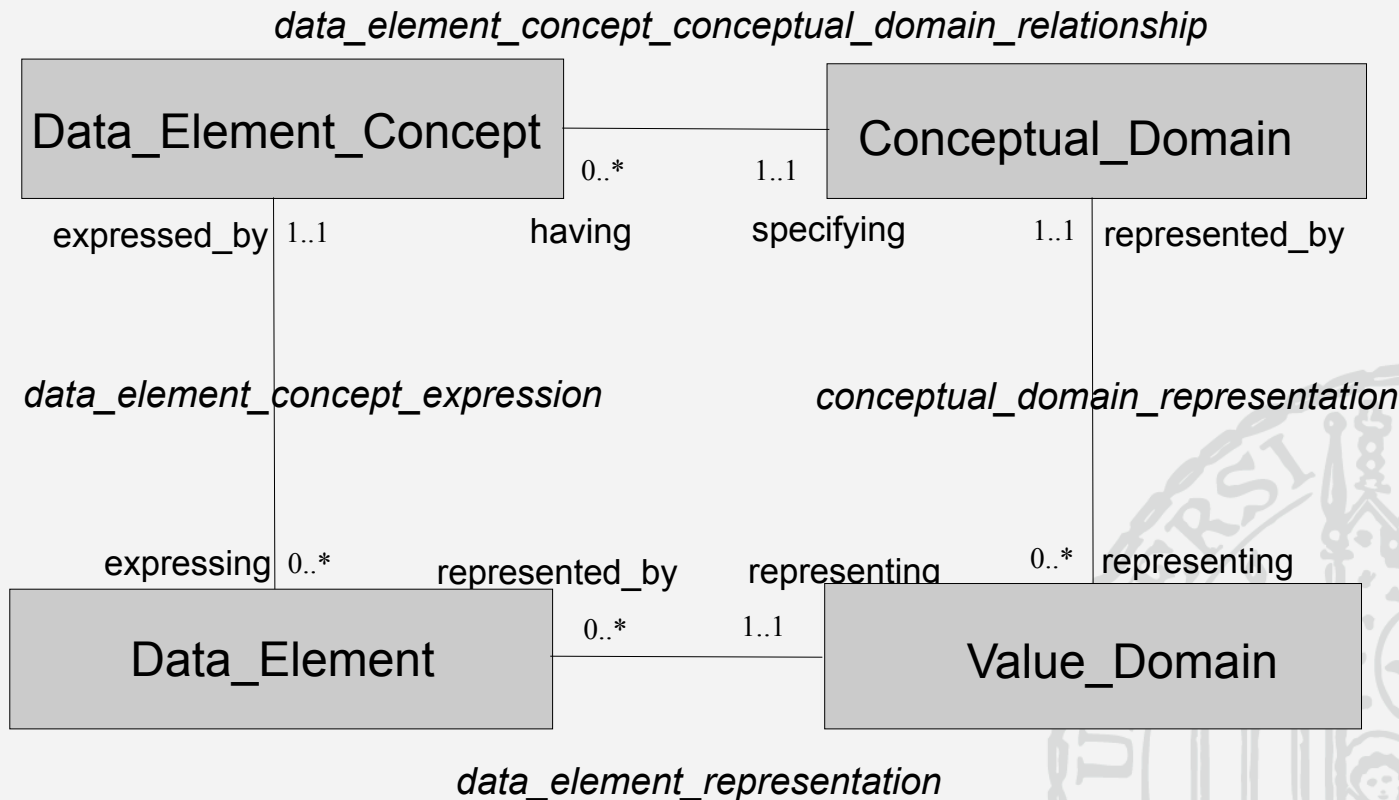 data_element_concept_conceptual_domain_relationship
Data_Element_Concept
Conceptual_Domain
0..*
1..1
expressed_by
1..1
having
specifying
1..1
represented_by
data_element_concept_expression
conceptual_domain_representation
expressing
0..*
represented_by
representing
0..*
representing
Data_Element
0..*
1..1
Value_Domain
data_element_representation